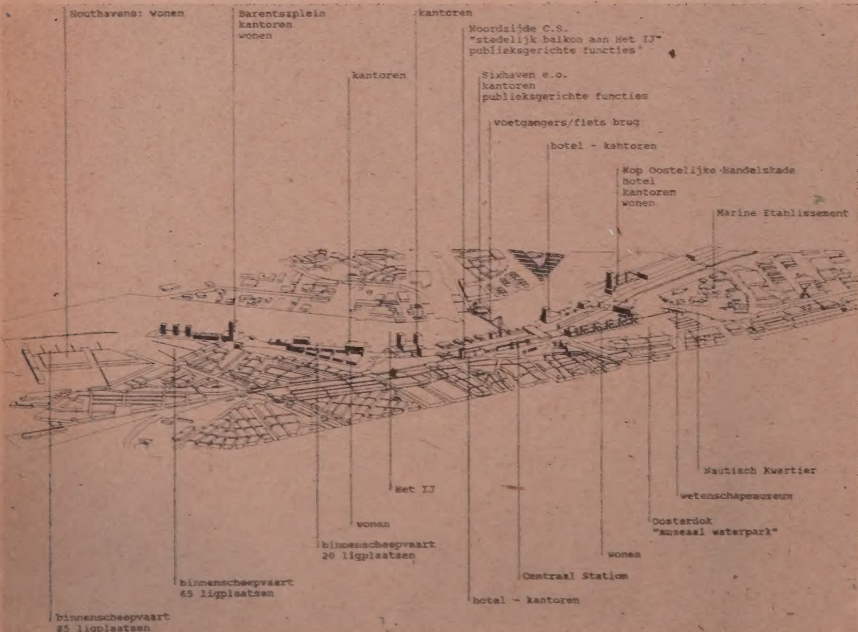 Houthavens: wonen
Barentszplein
kantoren
wonen
kantoren
kantoren
Noordzijde C.S.
"stedelijk balkon aan Het IJ"
publieksgerichte functies"
Sixhaven e.o.
kantoren
publieksgerichte functies
voetgangers/fiets brug
hotel - kantoren
Kop Oostelijke Handelskade
hotel
kantoren
wonen
Marine Etablissement
Nautisch Kwartier
wetenschapsmuseum
Oosterdok
"museaal waterpark"
wonen
Centraal Station
hotel - kantoren
Het IJ
wonen
binnenscheepvaart
20 ligplaatsen
binnenscheepvaart
65 ligplaatsen
binnenscheepvaart
85 ligplaatsen